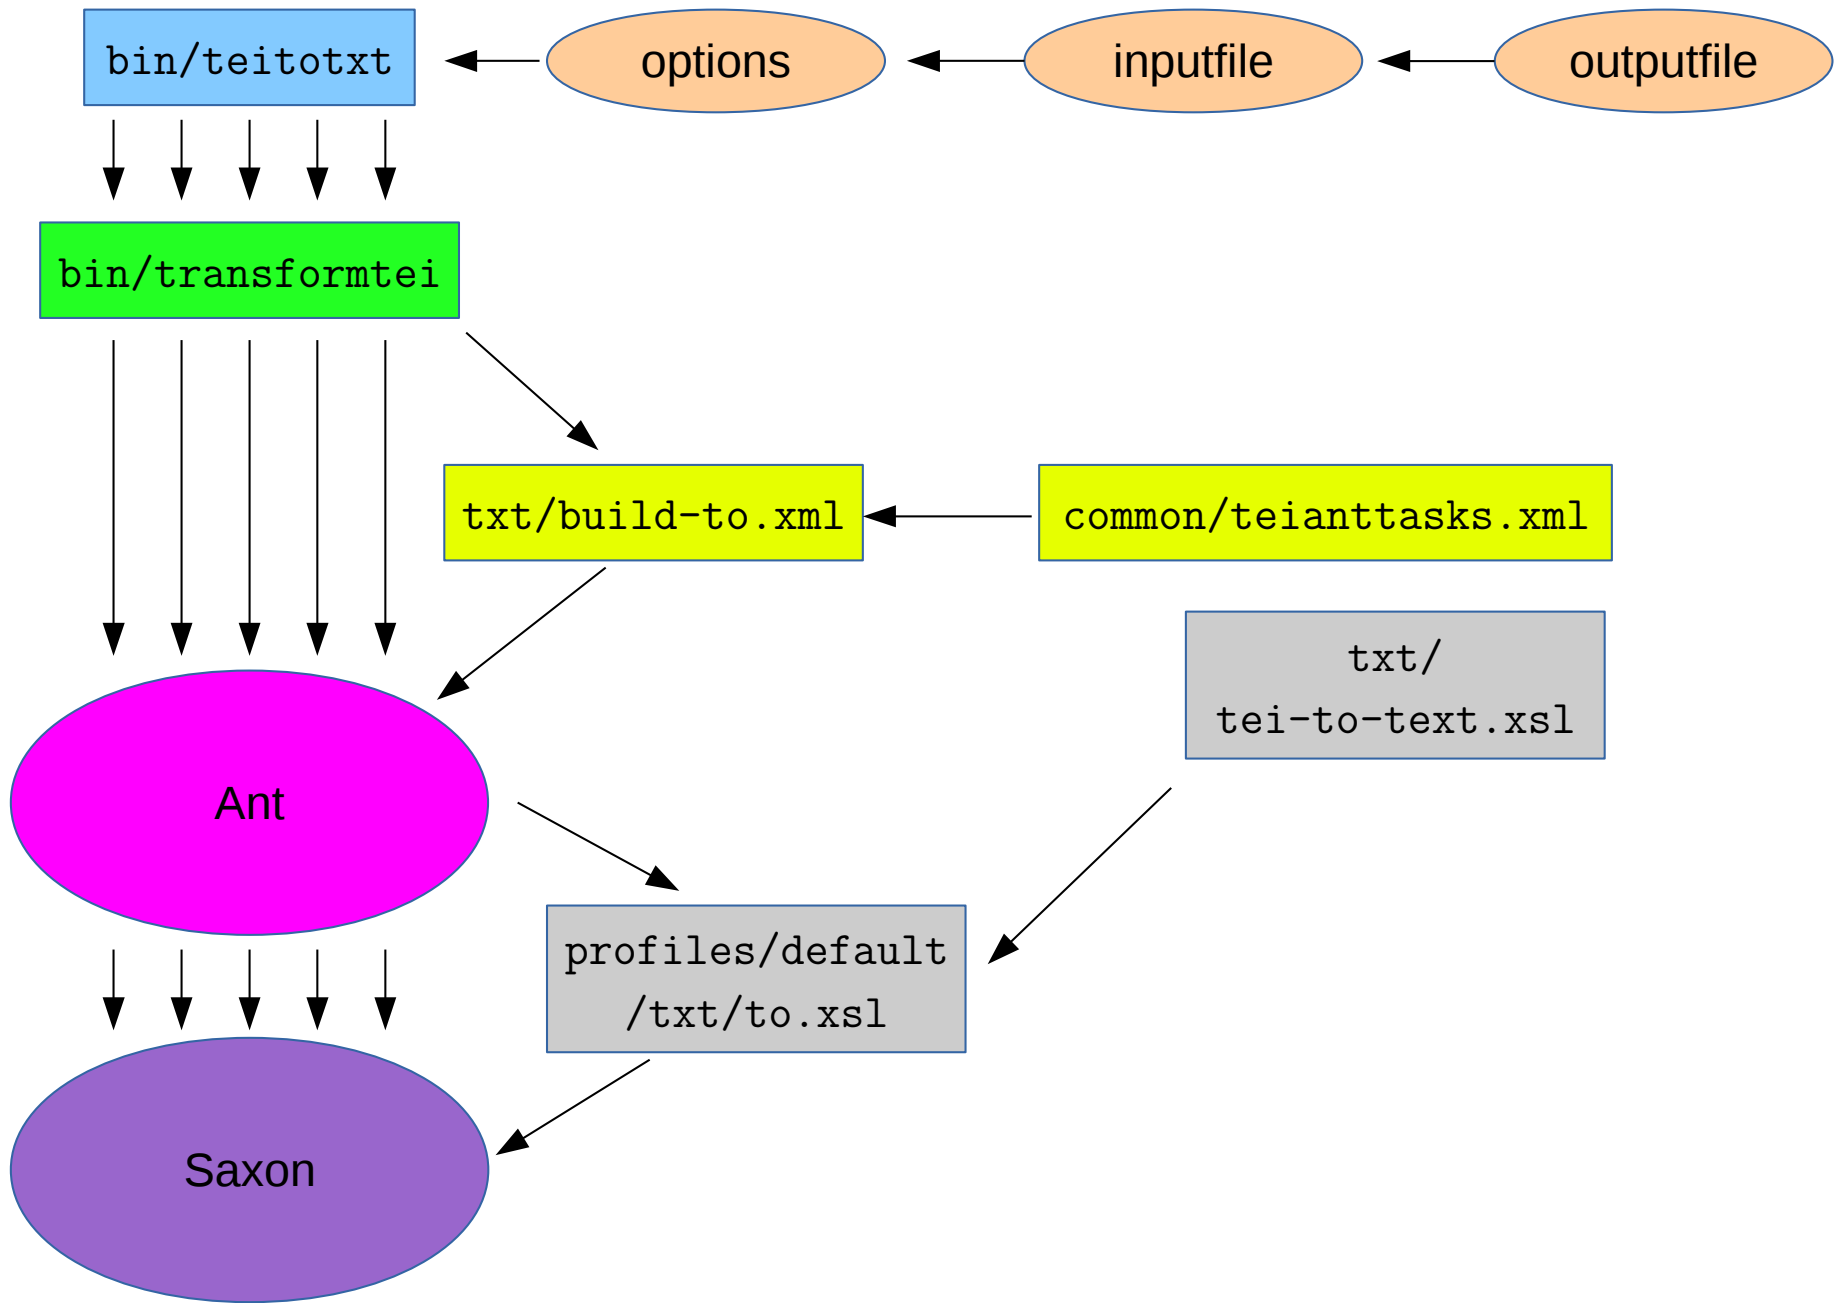 bin/teitotxt
options
inputfile
outputfile
bin/transformtei
txt/build-to.xml
common/teianttasks.xml
txt/
tei-to-text.xsl
Ant
profiles/default
/txt/to.xsl
Saxon